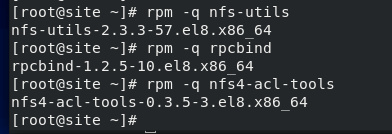 [root@site ~]# rpm -q nfs-utils
nfs-utils-2.3.3-57.el8.x86_64
[root@site ~]# rpm -q rpcbind
rpcbind-1.2.5-10.el8.x86_64
[root@site ~]# rpm -q nfs4-acl-tools
nfs4-acl-tools-0.3.5-3.el8.x86_64
[root@site ~]#